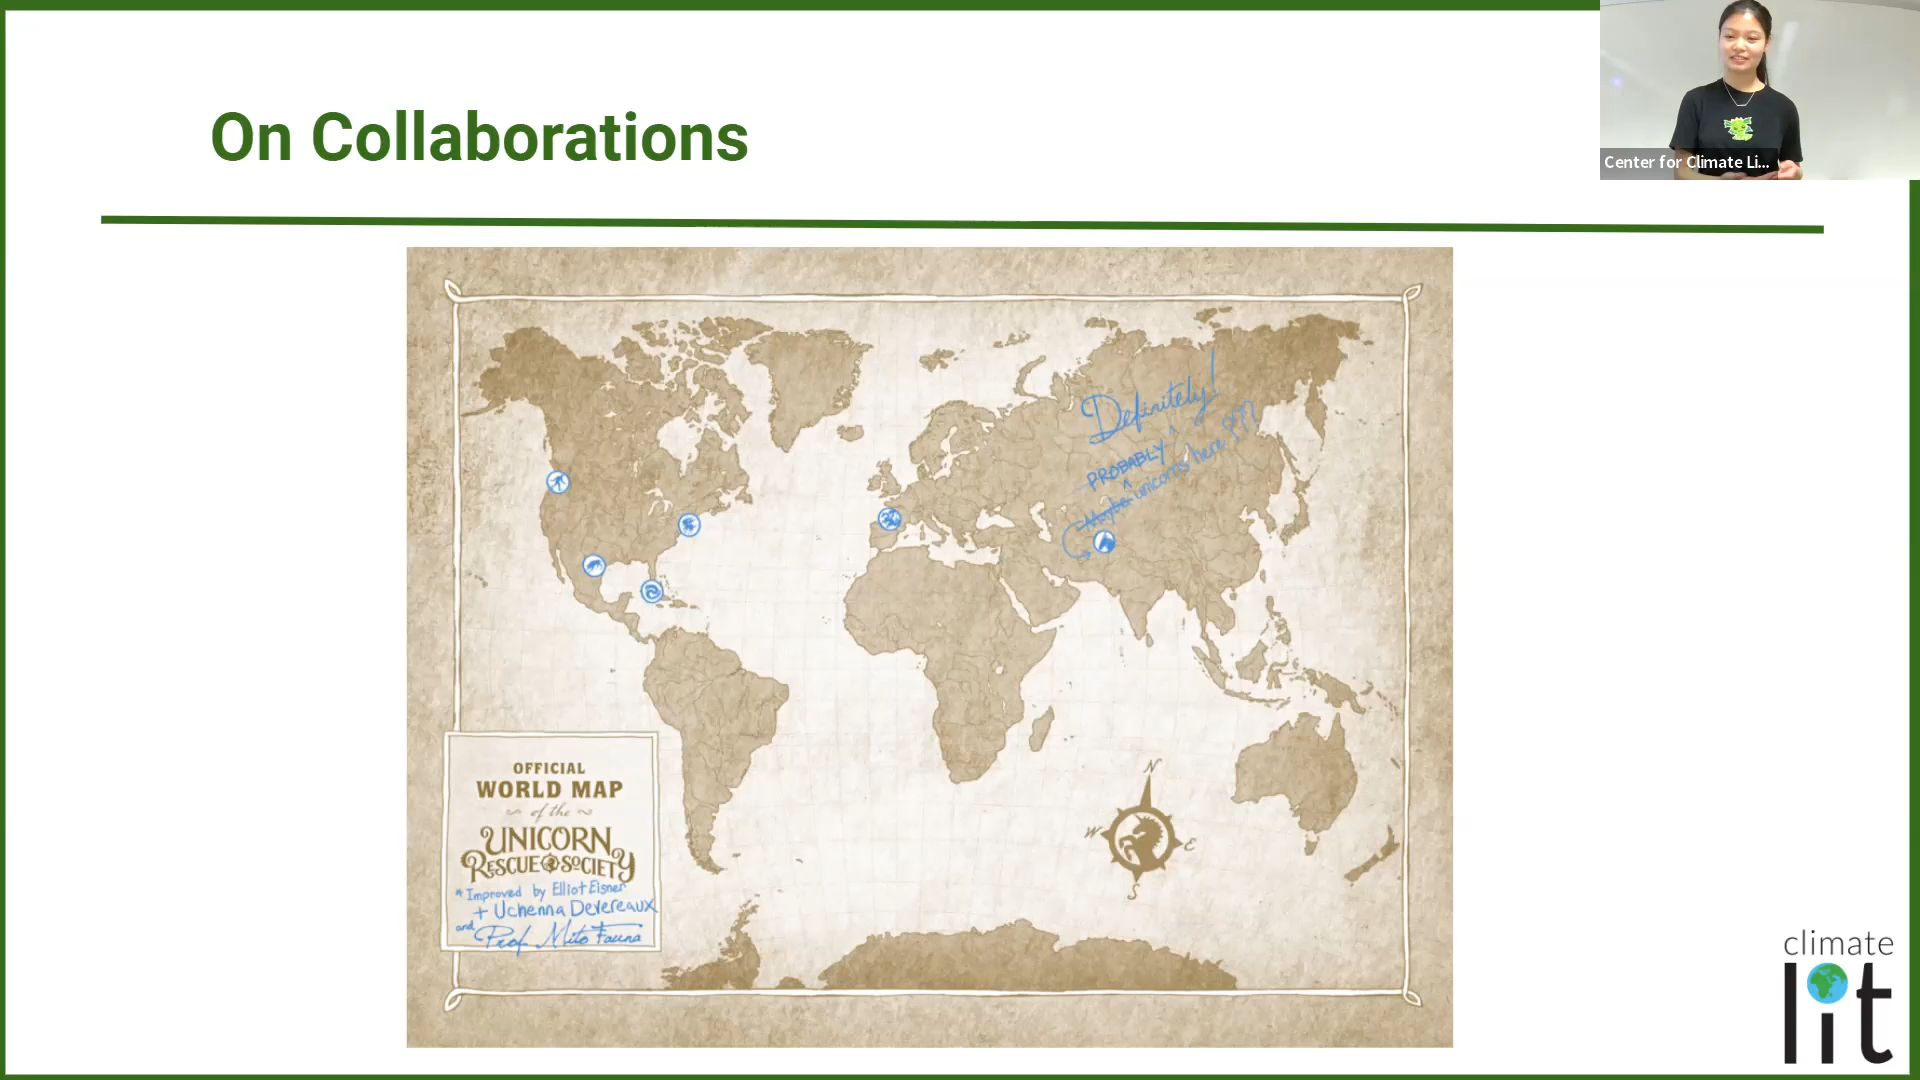 On Collaborations
Center for Climate Li...
Definitely!
PROBABLY
Maybe unicorns here???
N
W
E
S
OFFICIAL
WORLD MAP
of the
UNICORN
RESCUE SOCIETY
* Improved by Elliot Eisner
+ Uchenna Devereaux
and Prof. Mito Fauna
climate
lit